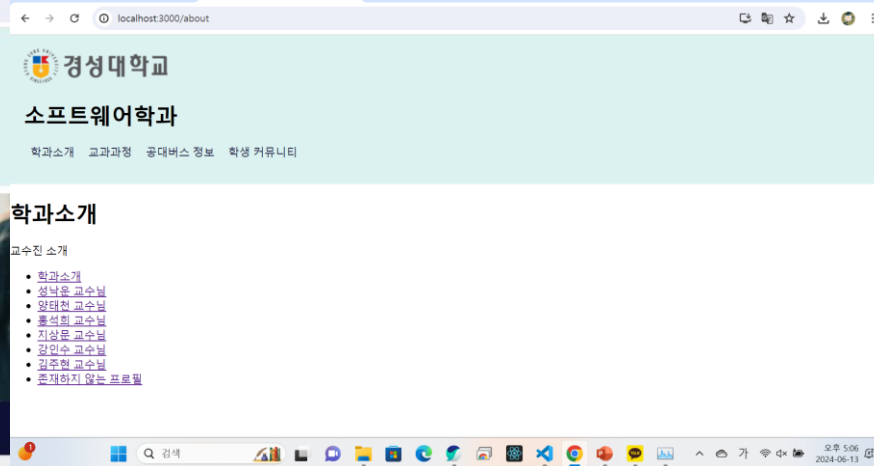 localhost:3000/about
경성대학교
소프트웨어학과
학과소개 교과과정 공대버스 정보 학생 커뮤니티
학과소개
교수진 소개
학과소개
성낙운 교수님
양태천 교수님
홍석희 교수님
지상문 교수님
강인수 교수님
김주현 교수님
존재하지 않는 프로필
검색
가
오후 5:06
2024-06-13